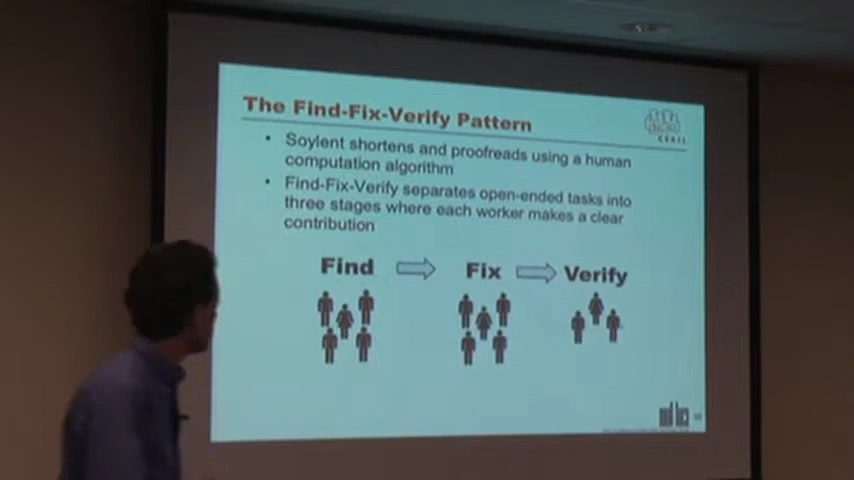 The Find-Fix-Verify Pattern
• Soylent shortens and proofreads using a human
computation algorithm
• Find-Fix-Verify separates open-ended tasks into
three stages where each worker makes a clear
contribution
Find
Fix
Verify